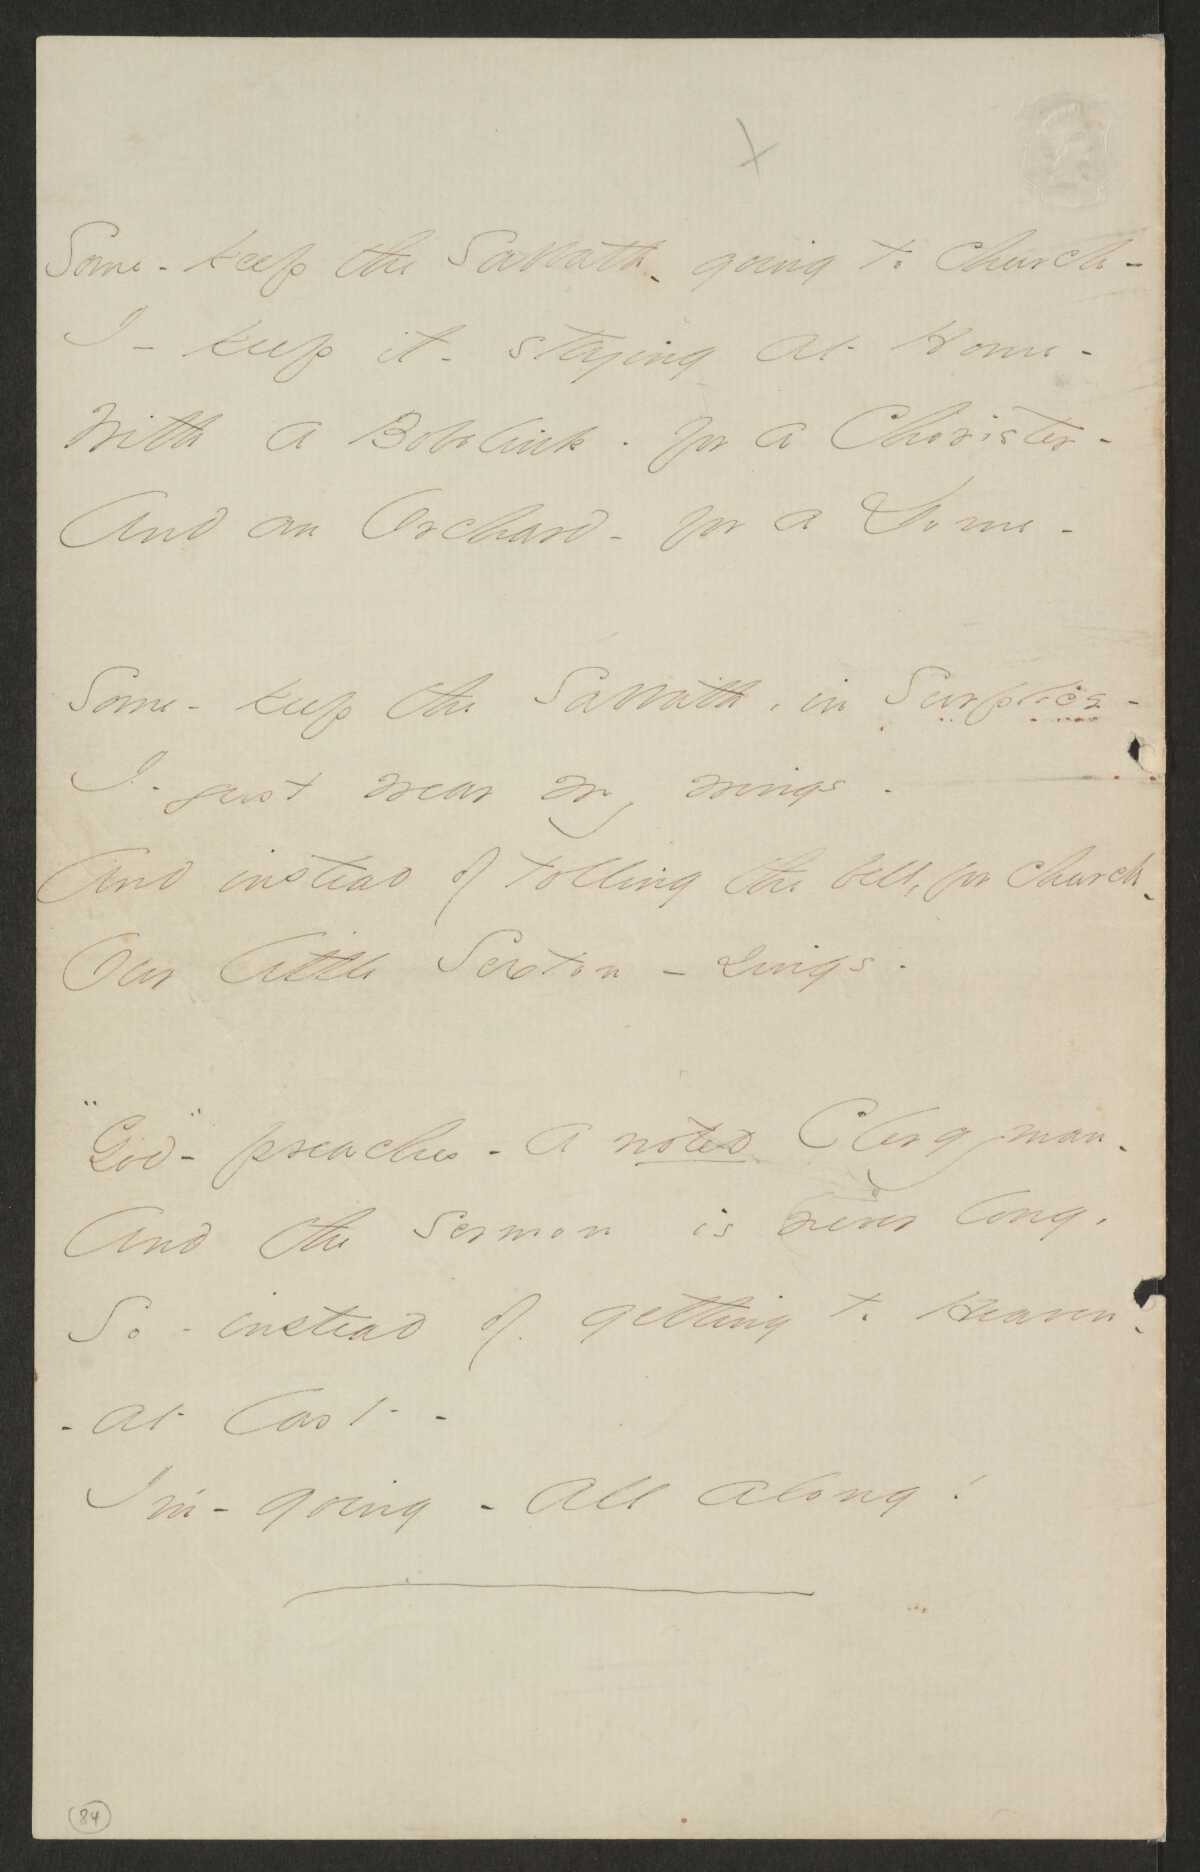 x
Some - keep the Sabbath - going to church -
I - keep it - staying at Home -
With a Bobolink - for a Chorister -
And an Orchard - for a Dome -
Some - keep the Sabbath, in Surplice -
I - just wear my wings -
And instead of tolling the bell, for church -
Our little Sexton - sings -
"God" - preaches - a noted Clergyman -
And the sermon is never long,
So - instead of getting to Heaven -
- at last -
I'm - going - all along!
84